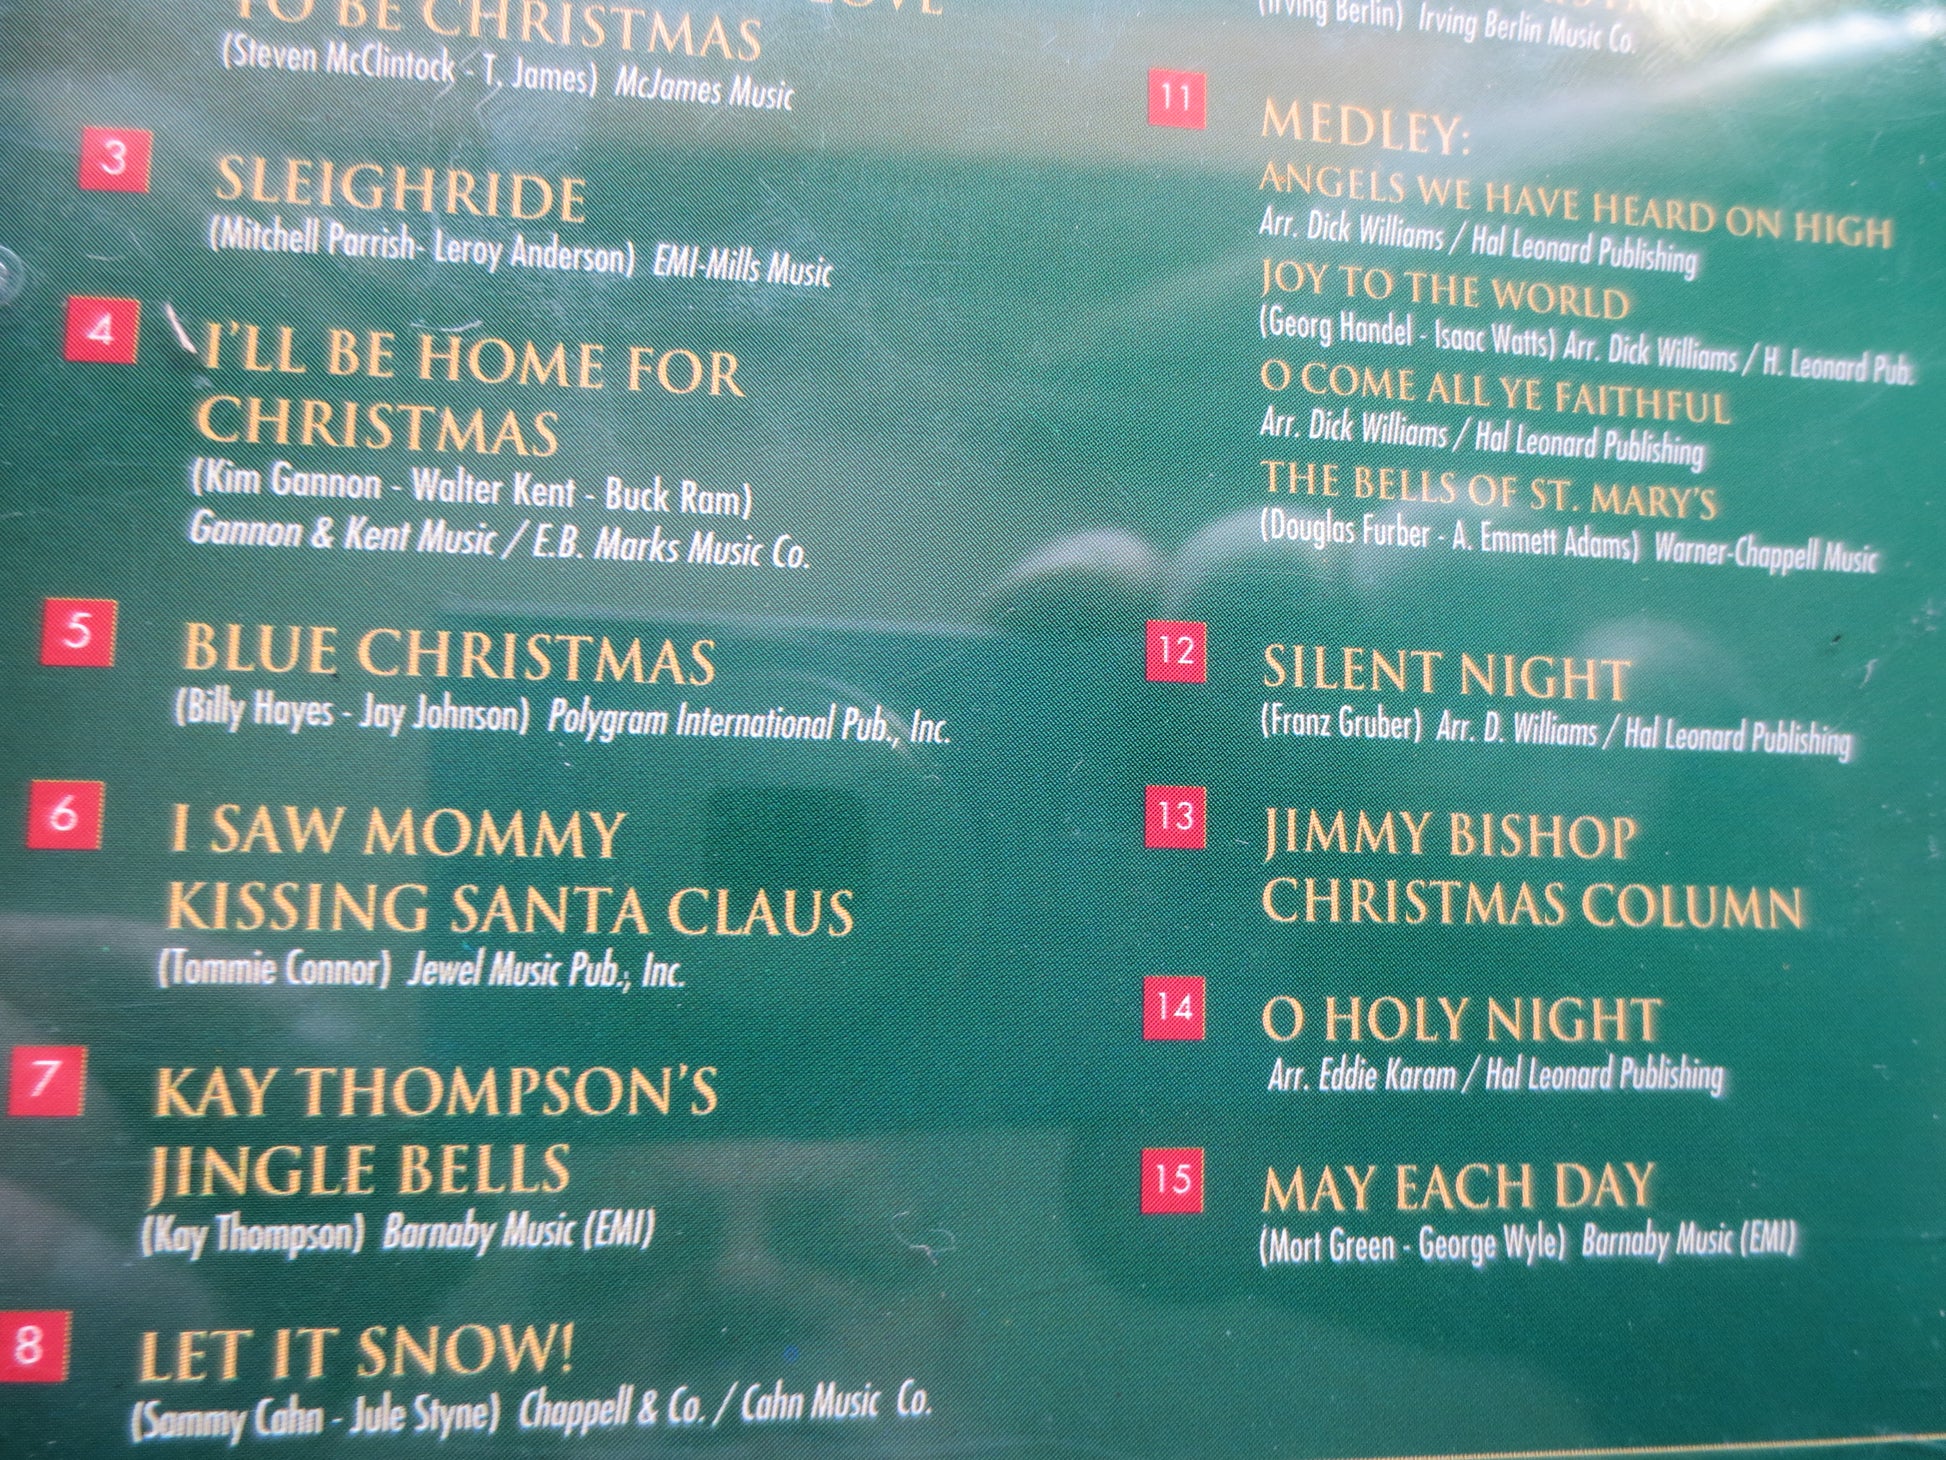 TO BE CHRISTMAS
(Steven McClintock - T. James) McJames Music
3
SLEIGHRIDE
(Mitchell Parrish- Leroy Anderson) EMI-Mills Music
4
I'LL BE HOME FOR
CHRISTMAS
(Kim Gannon - Walter Kent - Buck Ram)
Gannon & Kent Music / E.B. Marks Music Co.
5
BLUE CHRISTMAS
(Billy Hayes - Jay Johnson) Polygram International Pub., Inc.
6
I SAW MOMMY
KISSING SANTA CLAUS
(Tommie Connor) Jewel Music Pub., Inc.
7
KAY THOMPSON'S
JINGLE BELLS
(Kay Thompson) Barnaby Music (EMI)
8
LET IT SNOW!
(Sammy Cahn - Jule Styne) Chappell & Co. / Cahn Music Co.
(Irving Berlin) Irving Berlin Music Co.
11
MEDLEY:
ANGELS WE HAVE HEARD ON HIGH
Arr. Dick Williams / Hal Leonard Publishing
JOY TO THE WORLD
(Georg Handel - Isaac Watts) Arr. Dick Williams / H. Leonard Pub.
O COME ALL YE FAITHFUL
Arr. Dick Williams / Hal Leonard Publishing
THE BELLS OF ST. MARY'S
(Douglas Furber - A. Emmett Adams) Warner-Chappell Music
12
SILENT NIGHT
(Franz Gruber) Arr. D. Williams / Hal Leonard Publishing
13
JIMMY BISHOP
CHRISTMAS COLUMN
14
O HOLY NIGHT
Arr. Eddie Karam / Hal Leonard Publishing
15
MAY EACH DAY
(Mort Green - George Wyle) Barnaby Music (EMI)